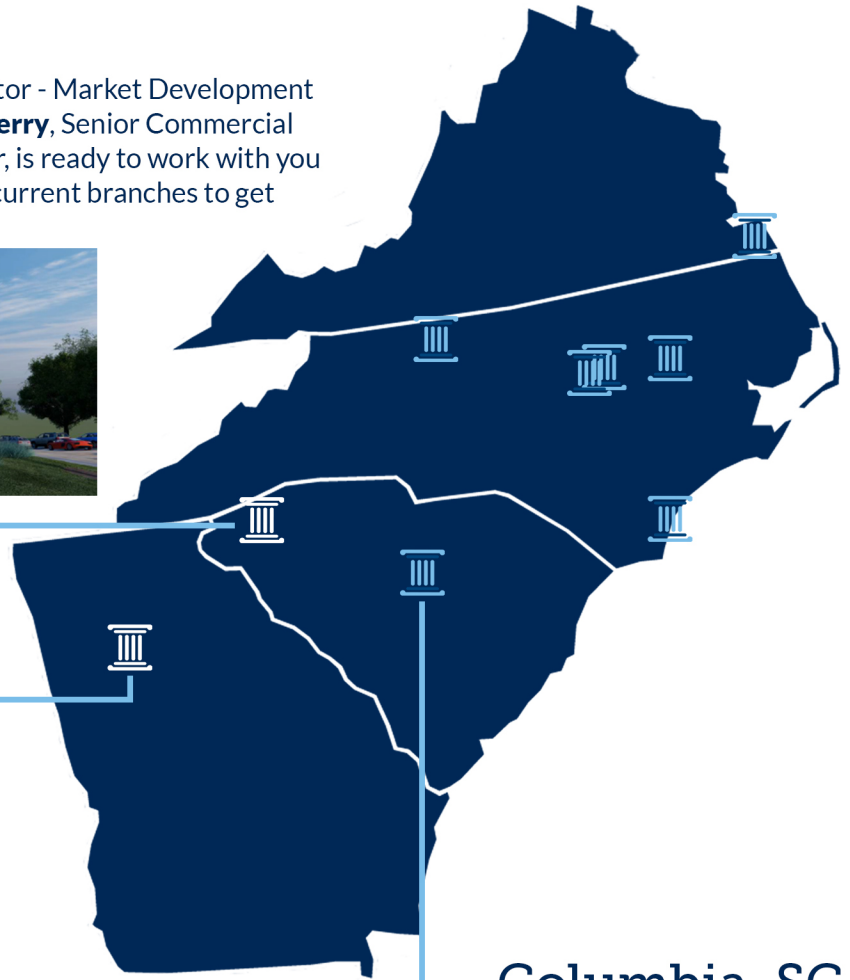 tor - Market Development
erry, Senior Commercial
r, is ready to work with you
current branches to get
Columbia, SC